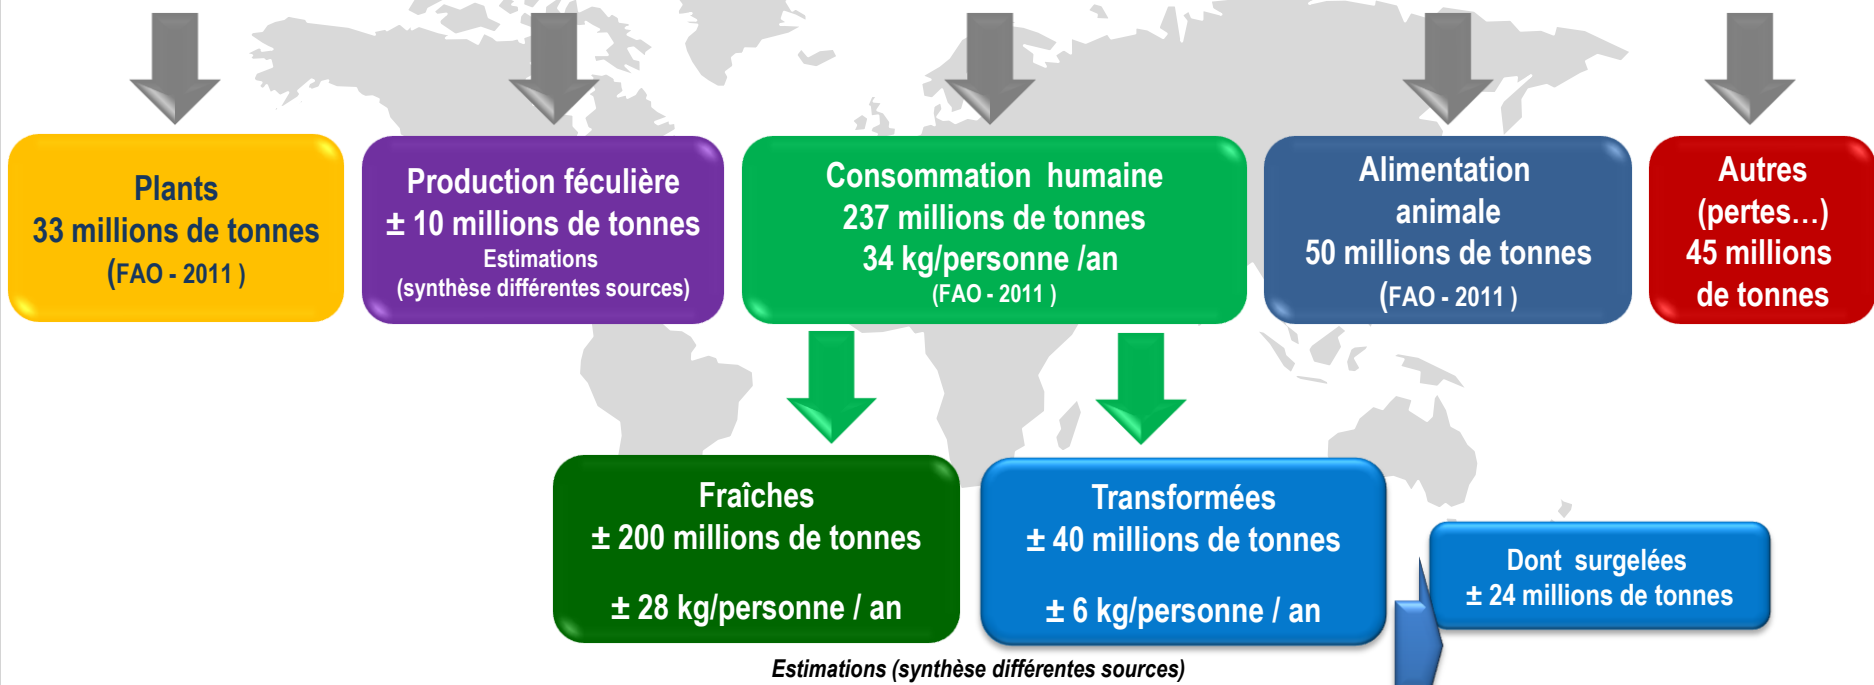 Plants
33 millions de tonnes
(FAO - 2011 )
Production féculière
± 10 millions de tonnes
Estimations
(synthèse différentes sources)
Consommation humaine
237 millions de tonnes
34 kg/personne /an
(FAO - 2011 )
Alimentation
animale
50 millions de tonnes
(FAO - 2011 )
Autres
(pertes…)
45 millions
de tonnes
Fraîches
± 200 millions de tonnes
± 28 kg/personne / an
Transformées
± 40 millions de tonnes
± 6 kg/personne / an
Dont surgelées
± 24 millions de tonnes
Estimations (synthèse différentes sources)